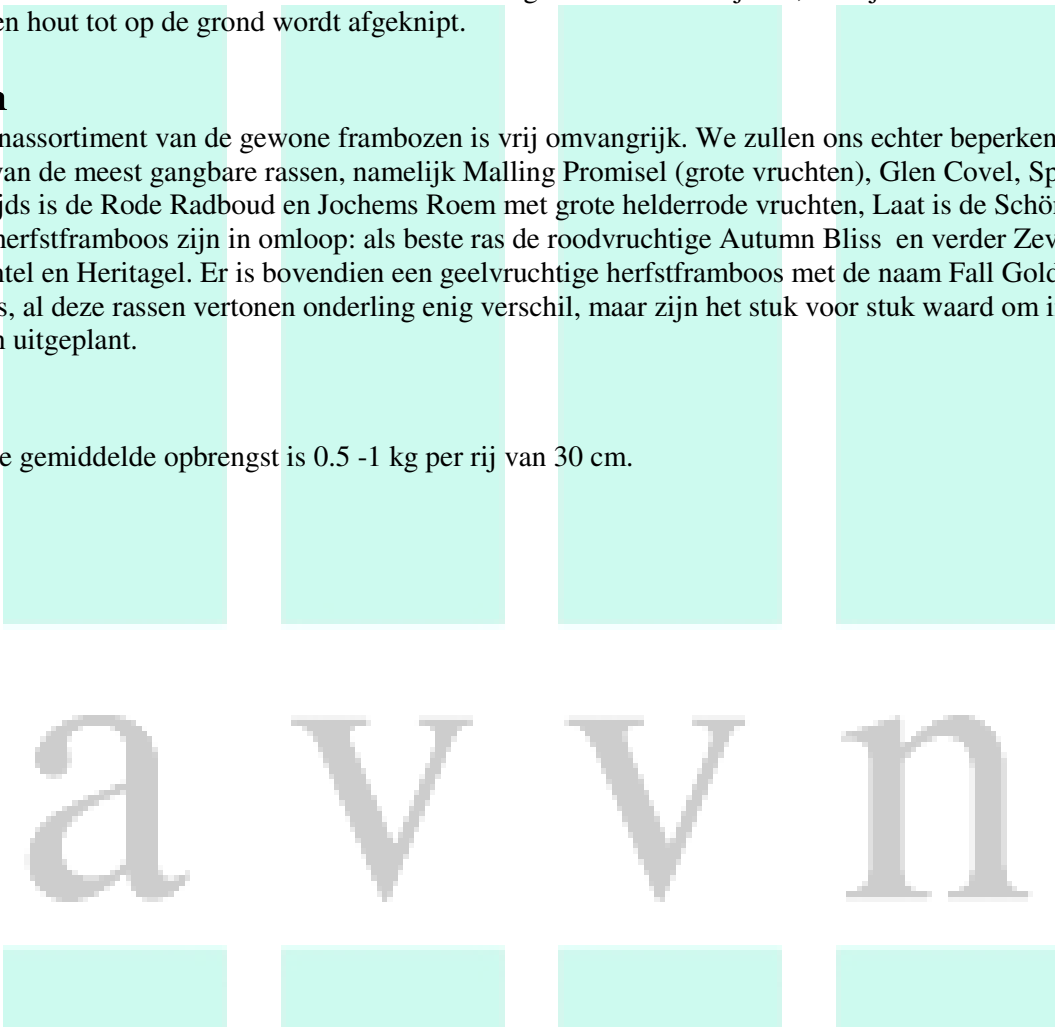 en hout tot op de grond wordt afgeknipt.
nassortiment van de gewone frambozen is vrij omvangrijk. We zullen ons echter beperken
van de meest gangbare rassen, namelijk Malling Promisel (grote vruchten), Glen Covel, Sp
jds is de Rode Radboud en Jochems Roem met grote helderrode vruchten, Laat is de Schön
herfstframboos zijn in omloop: als beste ras de roodvruchtige Autumn Bliss en verder Zev
ntel en Heritagel. Er is bovendien een geelvruchtige herfstframboos met de naam Fall Gold
s, al deze rassen vertonen onderling enig verschil, maar zijn het stuk voor stuk waard om i
n uitgeplant.
e gemiddelde opbrengst is 0.5 -1 kg per rij van 30 cm.
a v v n